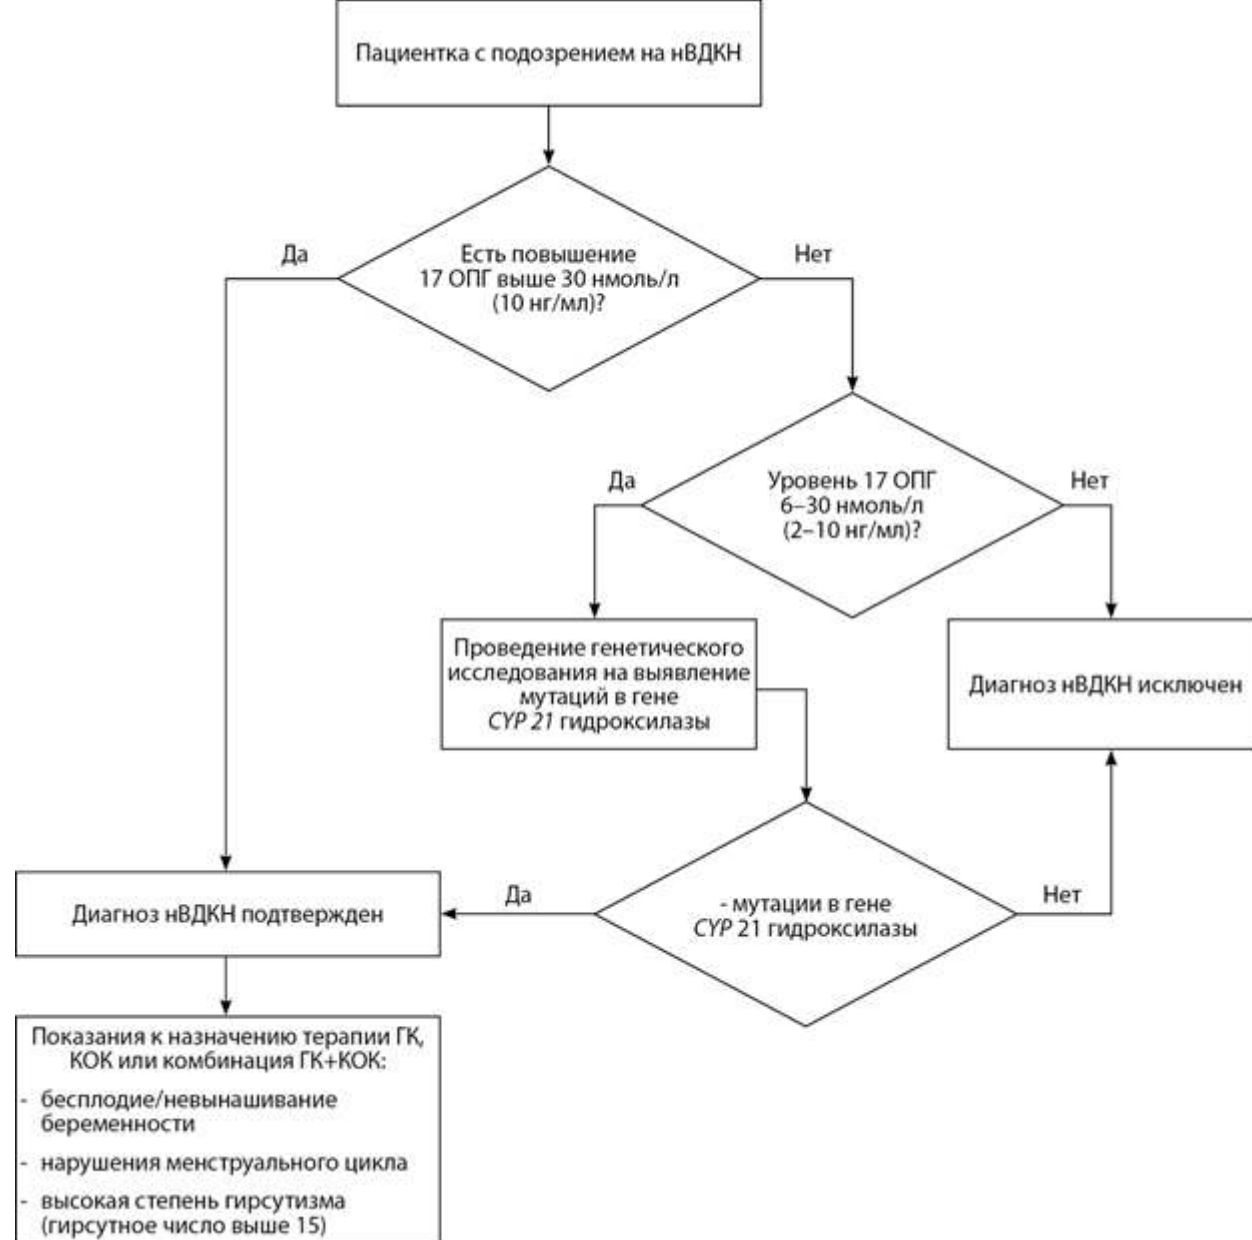 Пациентка с подозрением на нВДКН
Да
Есть повышение
17 ОПГ выше 30 нмоль/л
(10 нг/мл)?
Нет
Да
Уровень 17 ОПГ
6–30 нмоль/л
(2–10 нг/мл)?
Нет
Проведение генетического
исследования на выявление
мутаций в гене
CYP 21 гидроксилазы
Диагноз нВДКН исключен
Диагноз нВДКН подтвержден
Да
- мутации в гене
CYP 21 гидроксилазы
Нет
Показания к назначению терапии ГК,
КОК или комбинация ГК+КОК:
- бесплодие/невынашивание
беременности
- нарушения менструального цикла
- высокая степень гирсутизма
(гирсутное число выше 15)